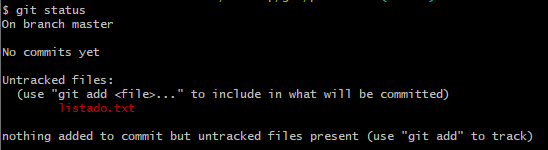 $ git status
On branch master
No commits yet
Untracked files:
(use "git add <file>..." to include in what will be committed)
listado.txt
nothing added to commit but untracked files present (use "git add" to track)